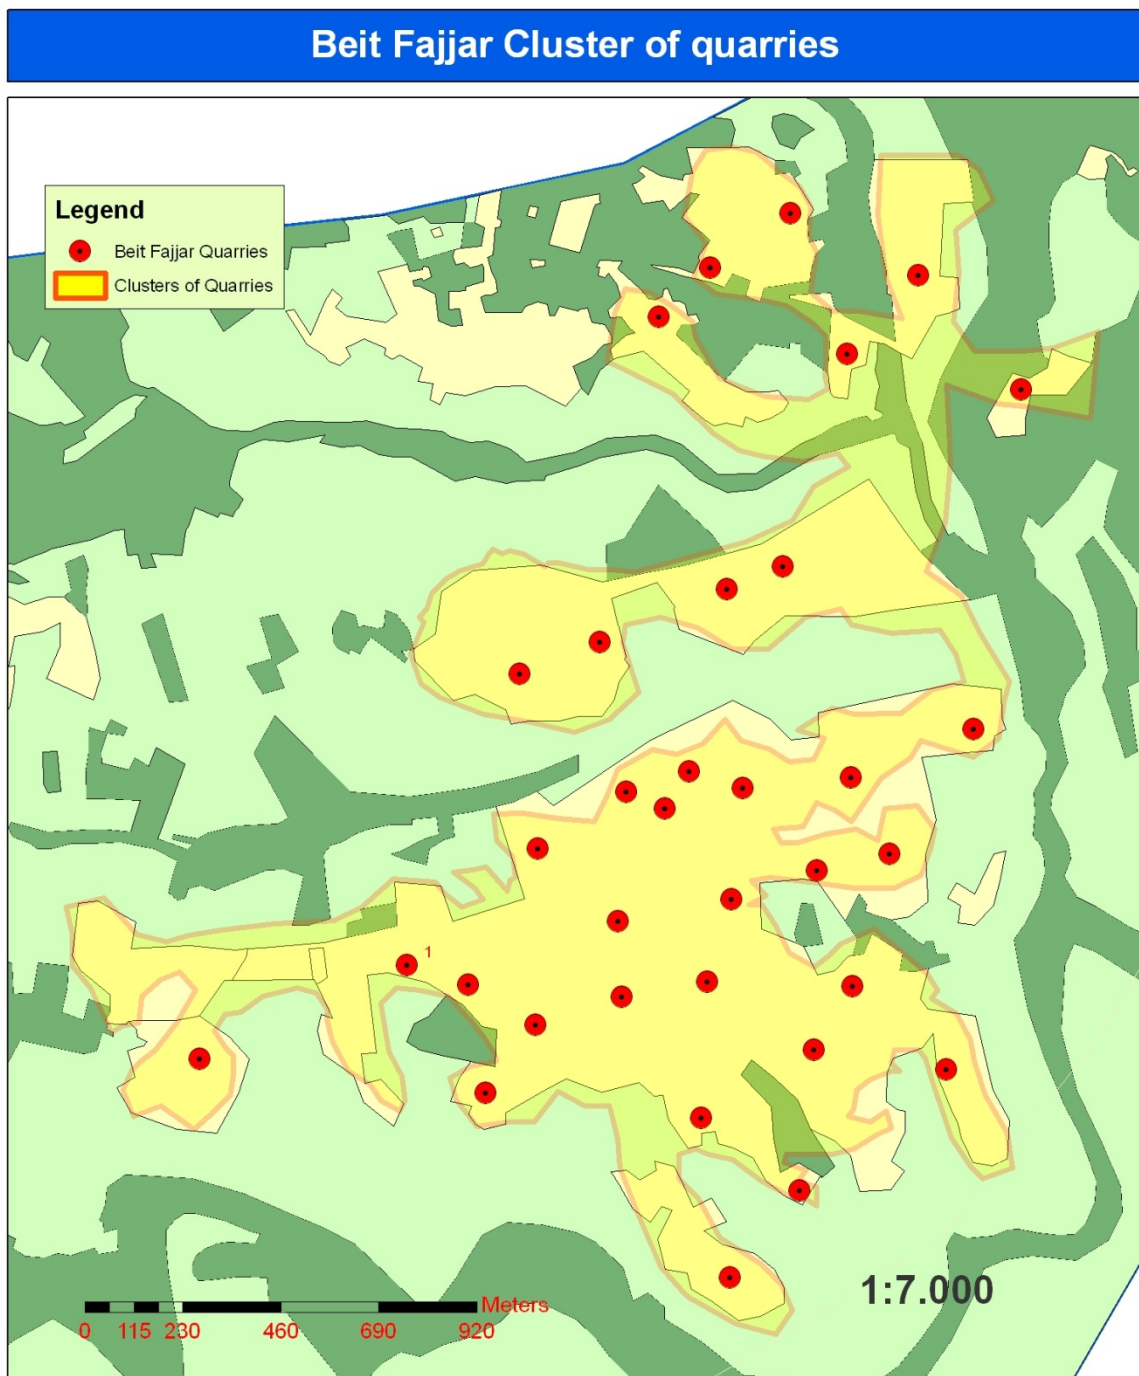 Beit Fajjar Cluster of quarries
Legend
Beit Fajjar Quarries
Clusters of Quarries
1
1:7.000
Meters
0 115 230 460 690 920